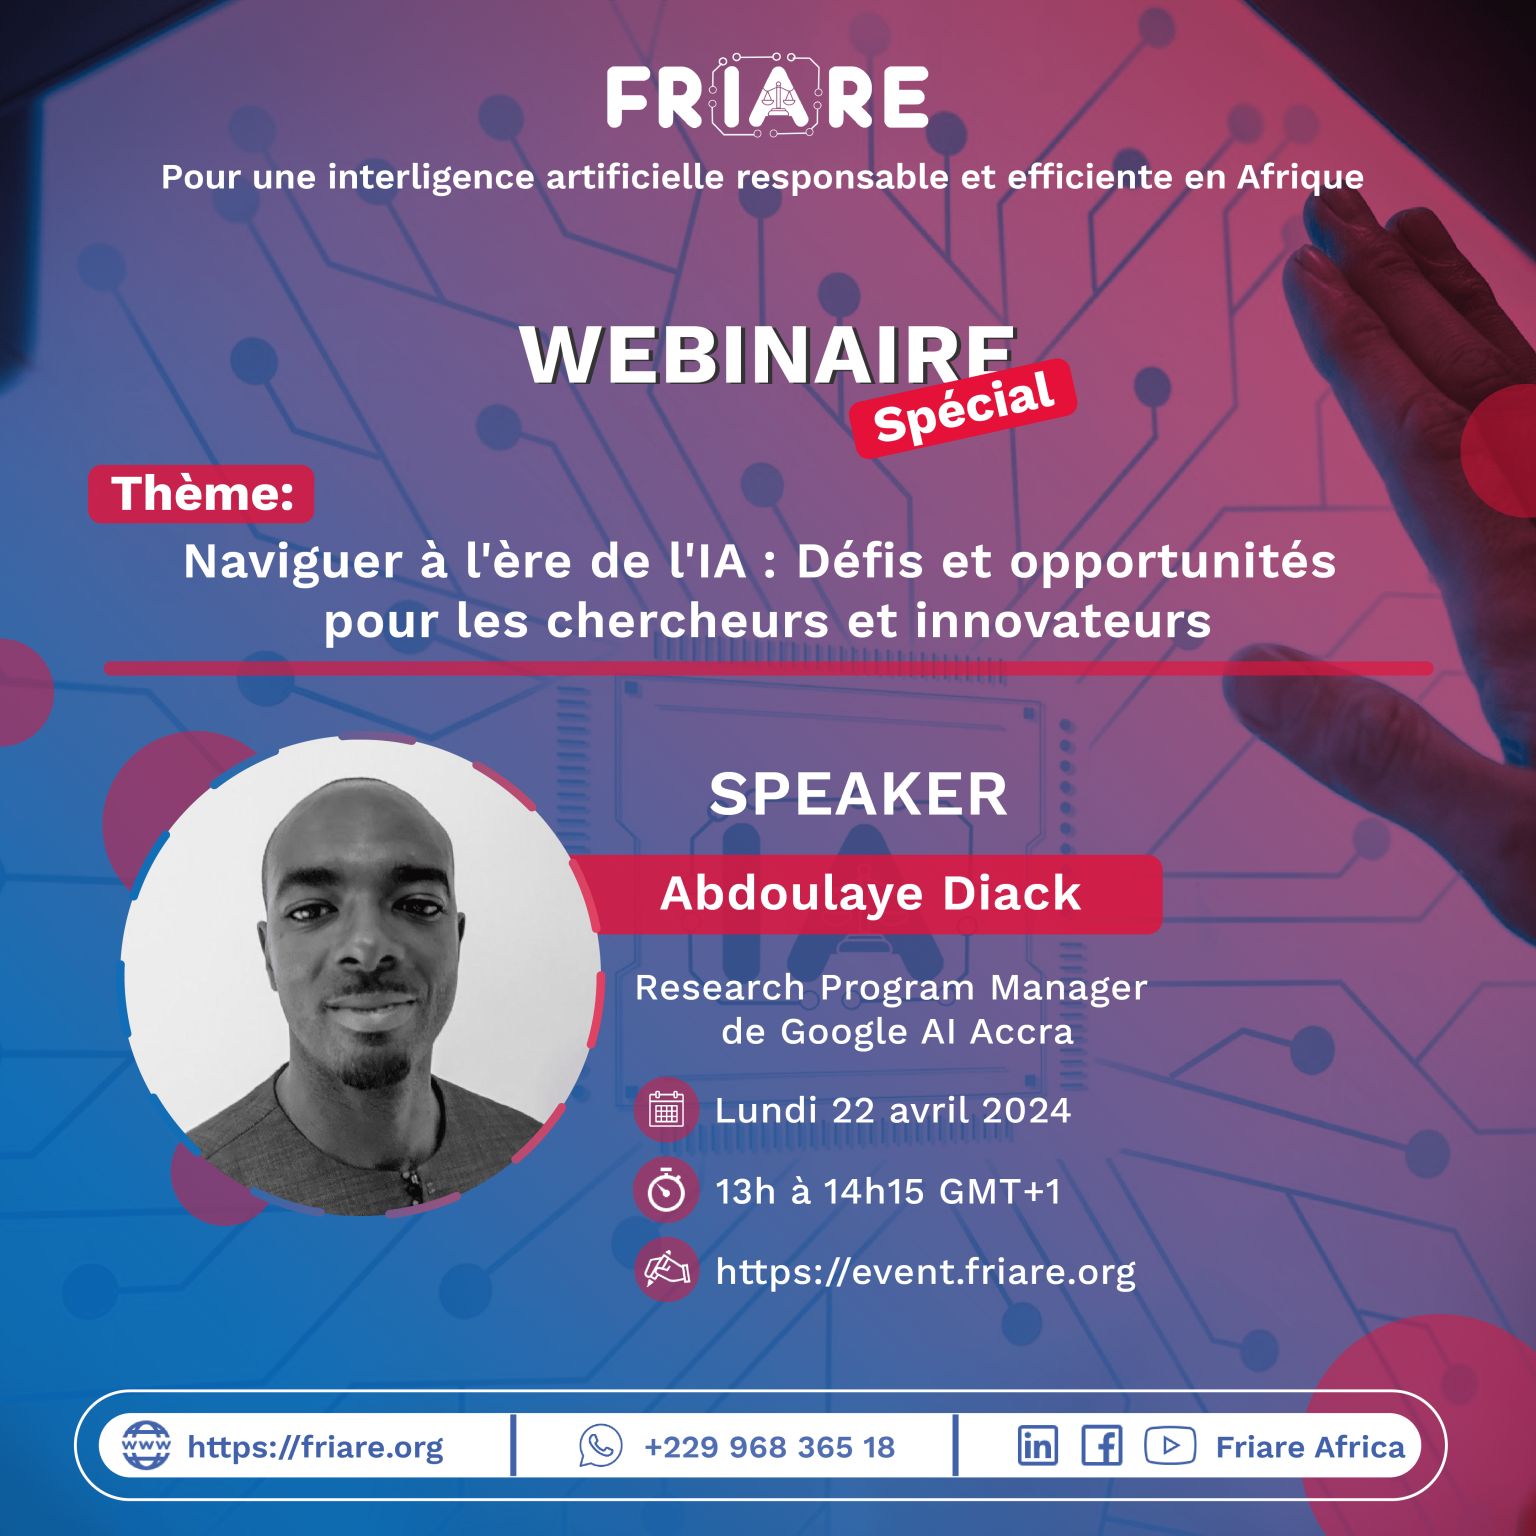 FRIARE
Pour une interligence artificielle responsable et efficiente en Afrique
WEBINAIRE
Spécial
Thème:
Naviguer à l'ère de l'IA : Défis et opportunités
pour les chercheurs et innovateurs
SPEAKER
IA
Abdoulaye Diack
Research Program Manager
de Google AI Accra
Lundi 22 avril 2024
13h à 14h15 GMT+1
https://event.friare.org
www
https://friare.org
+229 968 365 18
in
f
Friare Africa